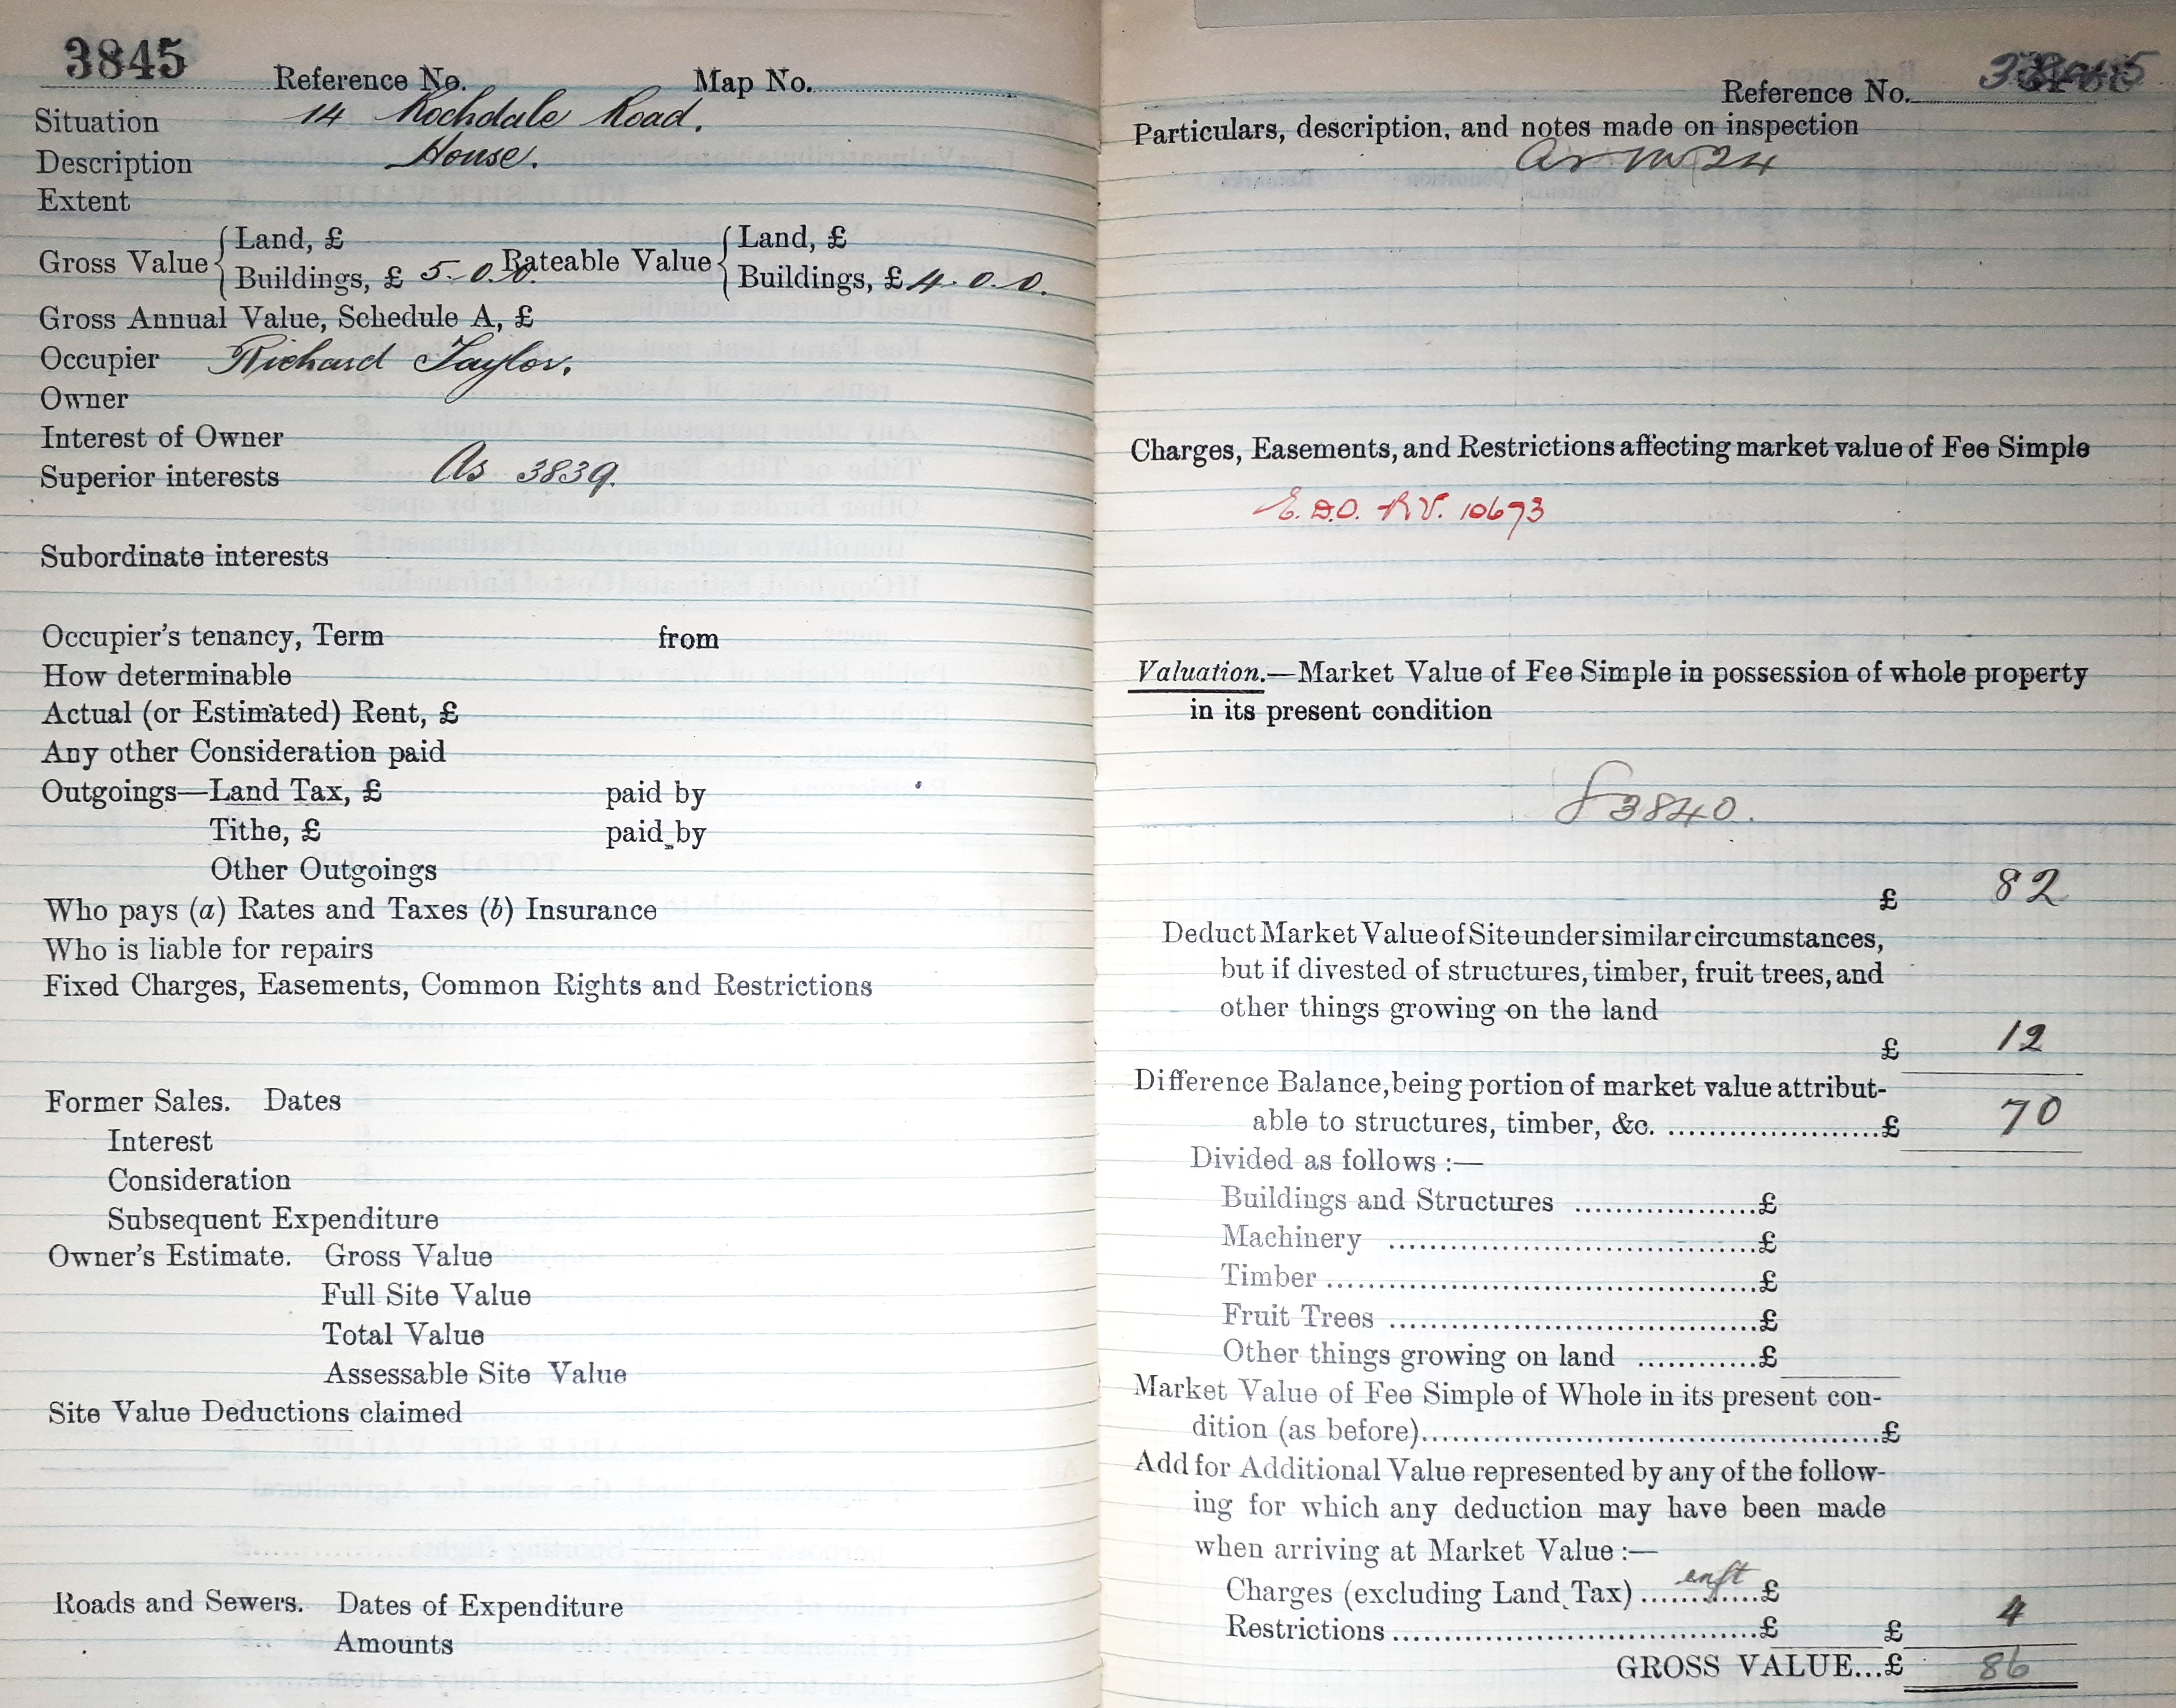 3845
Reference No. Map No.
Situation 14 Rochdale Road.
Description House.
Extent
Gross Value { Land, £ Rateable Value { Land, £
Buildings, £ 5-0.0. Buildings, £ 4.0.0.
Gross Annual Value, Schedule A, £
Occupier Richard Taylor.
Owner
Interest of Owner
Superior interests As 3839.
Subordinate interests
Occupier's tenancy, Term from
How determinable
Actual (or Estimated) Rent, £
Any other Consideration paid
Outgoings—Land Tax, £ paid by
Tithe, £ paid by
Other Outgoings
Who pays (a) Rates and Taxes (b) Insurance
Who is liable for repairs
Fixed Charges, Easements, Common Rights and Restrictions
Former Sales. Dates
Interest
Consideration
Subsequent Expenditure
Owner's Estimate. Gross Value
Full Site Value
Total Value
Assessable Site Value
Site Value Deductions claimed
Roads and Sewers. Dates of Expenditure
Amounts
Reference No.
Particulars, description, and notes made on inspection
24
Charges, Easements, and Restrictions affecting market value of Fee Simple
E.D.O. RV. 10673
Valuation.—Market Value of Fee Simple in possession of whole property
in its present condition
3840.
£ 82
Deduct Market Value of Site under similar circumstances,
but if divested of structures, timber, fruit trees, and
other things growing on the land
£ 12
Difference Balance, being portion of market value attribut-
able to structures, timber, &c. ....................£ 70
Divided as follows :—
Buildings and Structures ..................£
Machinery ....................................£
Timber..........................................£
Fruit Trees ....................................£
Other things growing on land ............£
Market Value of Fee Simple of Whole in its present con-
dition (as before)............................................£
Add for Additional Value represented by any of the follow-
ing for which any deduction may have been made
when arriving at Market Value :—
Charges (excluding Land Tax) ...enft...£
Restrictions....................................£ £ 4
GROSS VALUE...£ 86